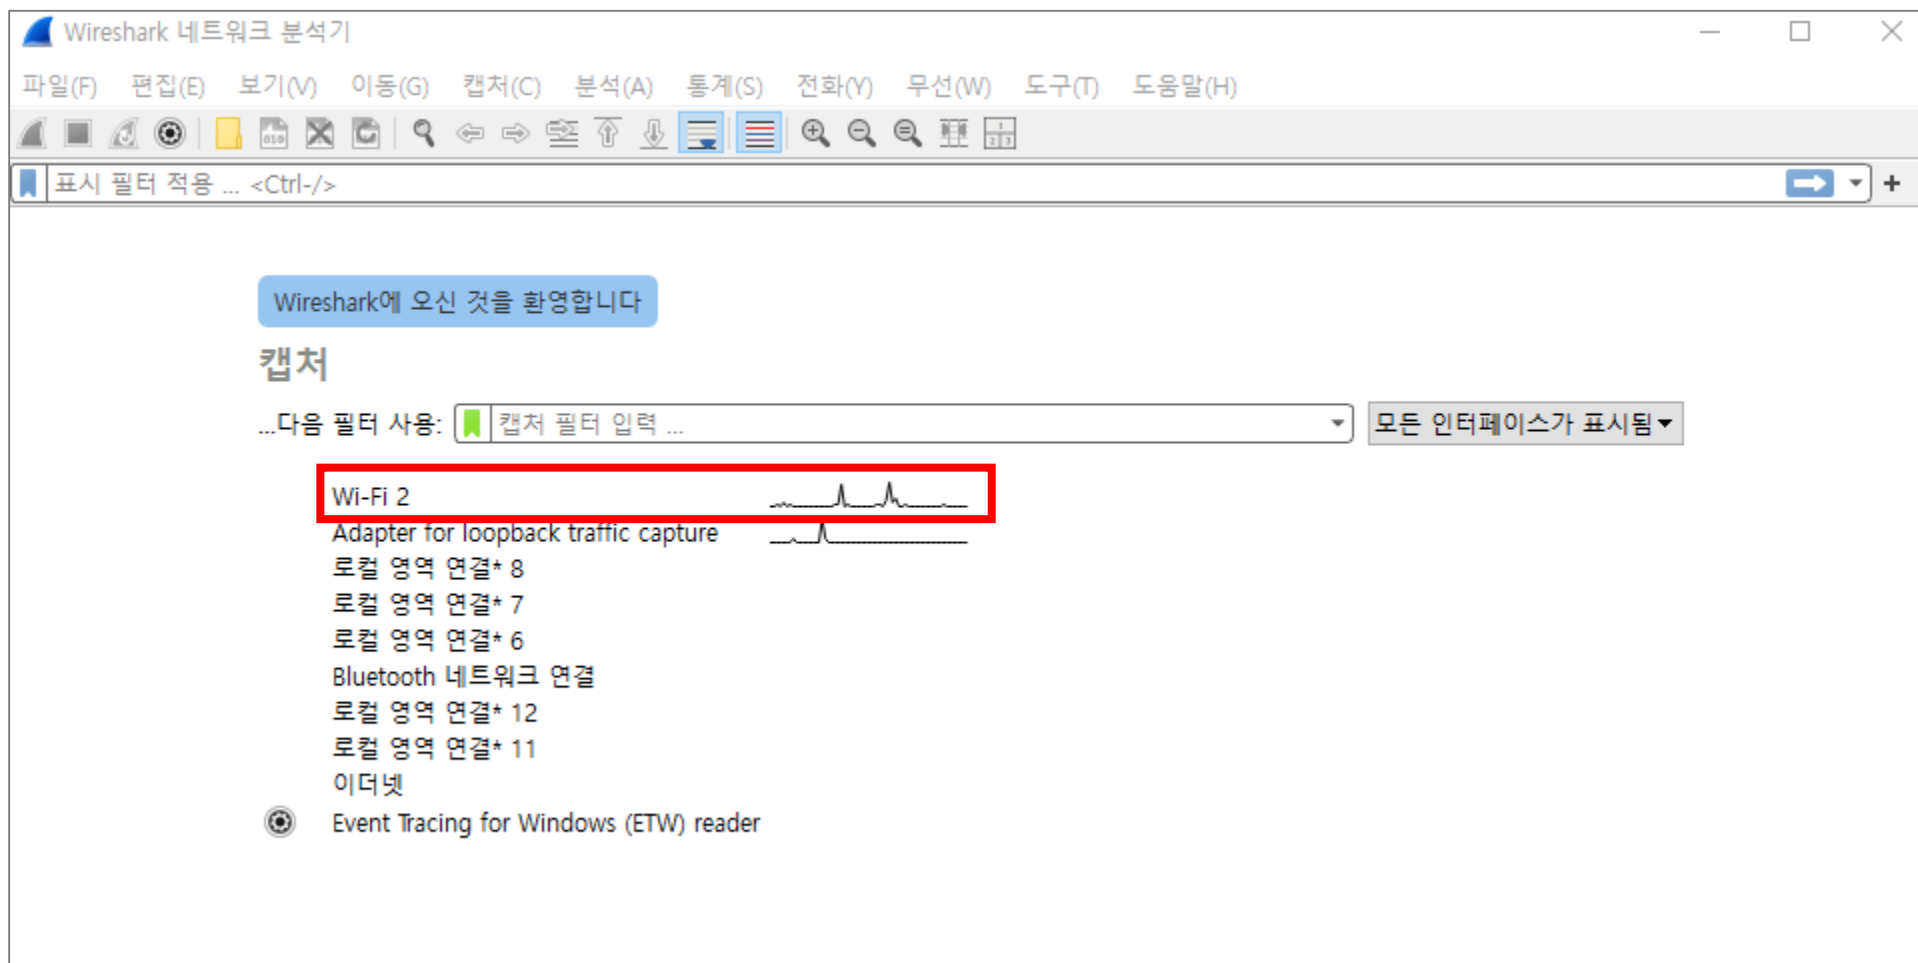 Wireshark 네트워크 분석기
파일(F) 편집(E) 보기(V) 이동(G) 캡처(C) 분석(A) 통계(S) 전화(Y) 무선(W) 도구(T) 도움말(H)
표시 필터 적용 ... <Ctrl-/>
Wireshark에 오신 것을 환영합니다
캡처
...다음 필터 사용: 캡처 필터 입력 ... 모든 인터페이스가 표시됨
Wi-Fi 2
Adapter for loopback traffic capture
로컬 영역 연결* 8
로컬 영역 연결* 7
로컬 영역 연결* 6
Bluetooth 네트워크 연결
로컬 영역 연결* 12
로컬 영역 연결* 11
이더넷
Event Tracing for Windows (ETW) reader